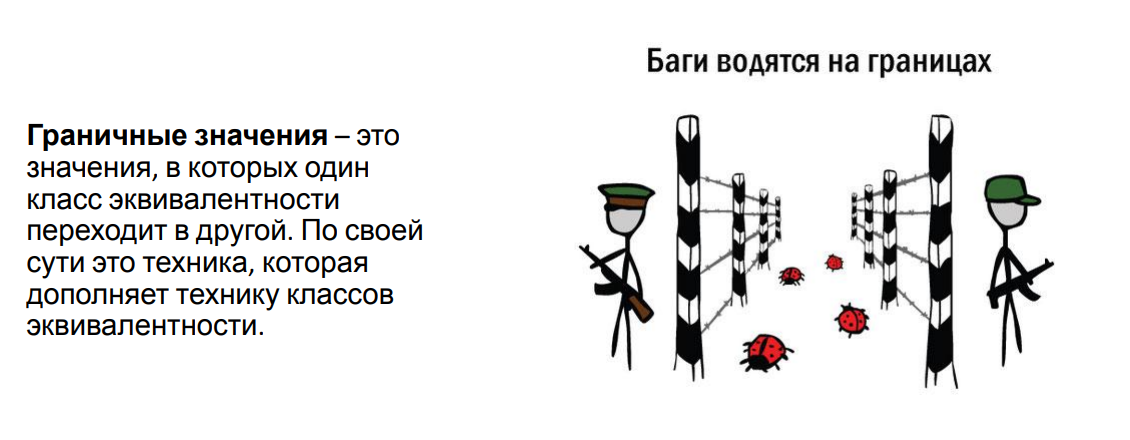 Баги водятся на границах
Граничные значения – это
значения, в которых один
класс эквивалентности
переходит в другой. По своей
сути это техника, которая
дополняет технику классов
эквивалентности.